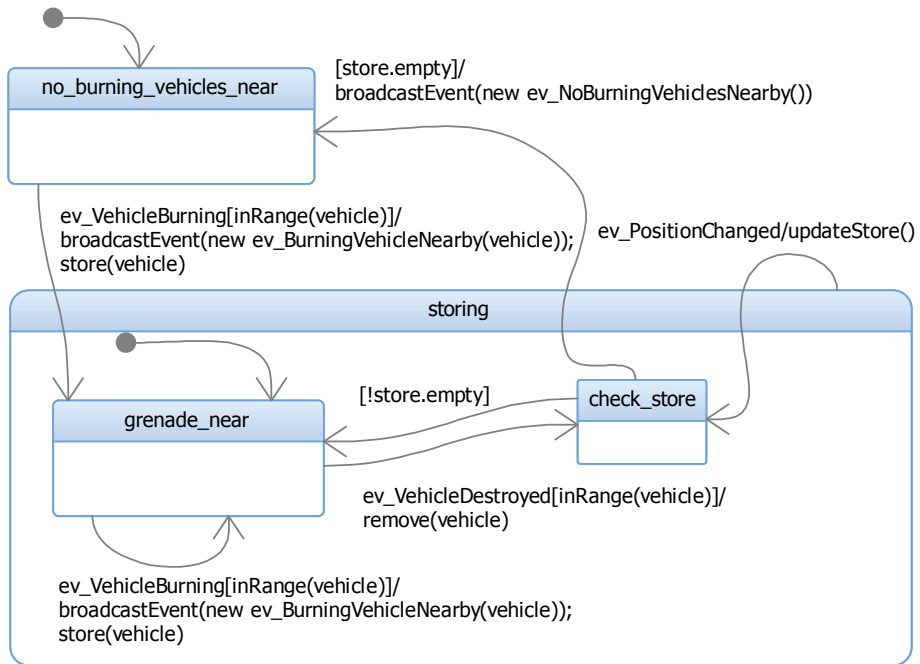 [store.empty]/
broadcastEvent(new ev_NoBurningVehiclesNearby())
no_burning_vehicles_near
ev_VehicleBurning[inRange(vehicle)]/
broadcastEvent(new ev_BurningVehicleNearby(vehicle));
store(vehicle)
ev_PositionChanged/updateStore()
storing
[!store.empty]
check_store
grenade_near
ev_VehicleDestroyed[inRange(vehicle)]/
remove(vehicle)
ev_VehicleBurning[inRange(vehicle)]/
broadcastEvent(new ev_BurningVehicleNearby(vehicle));
store(vehicle)